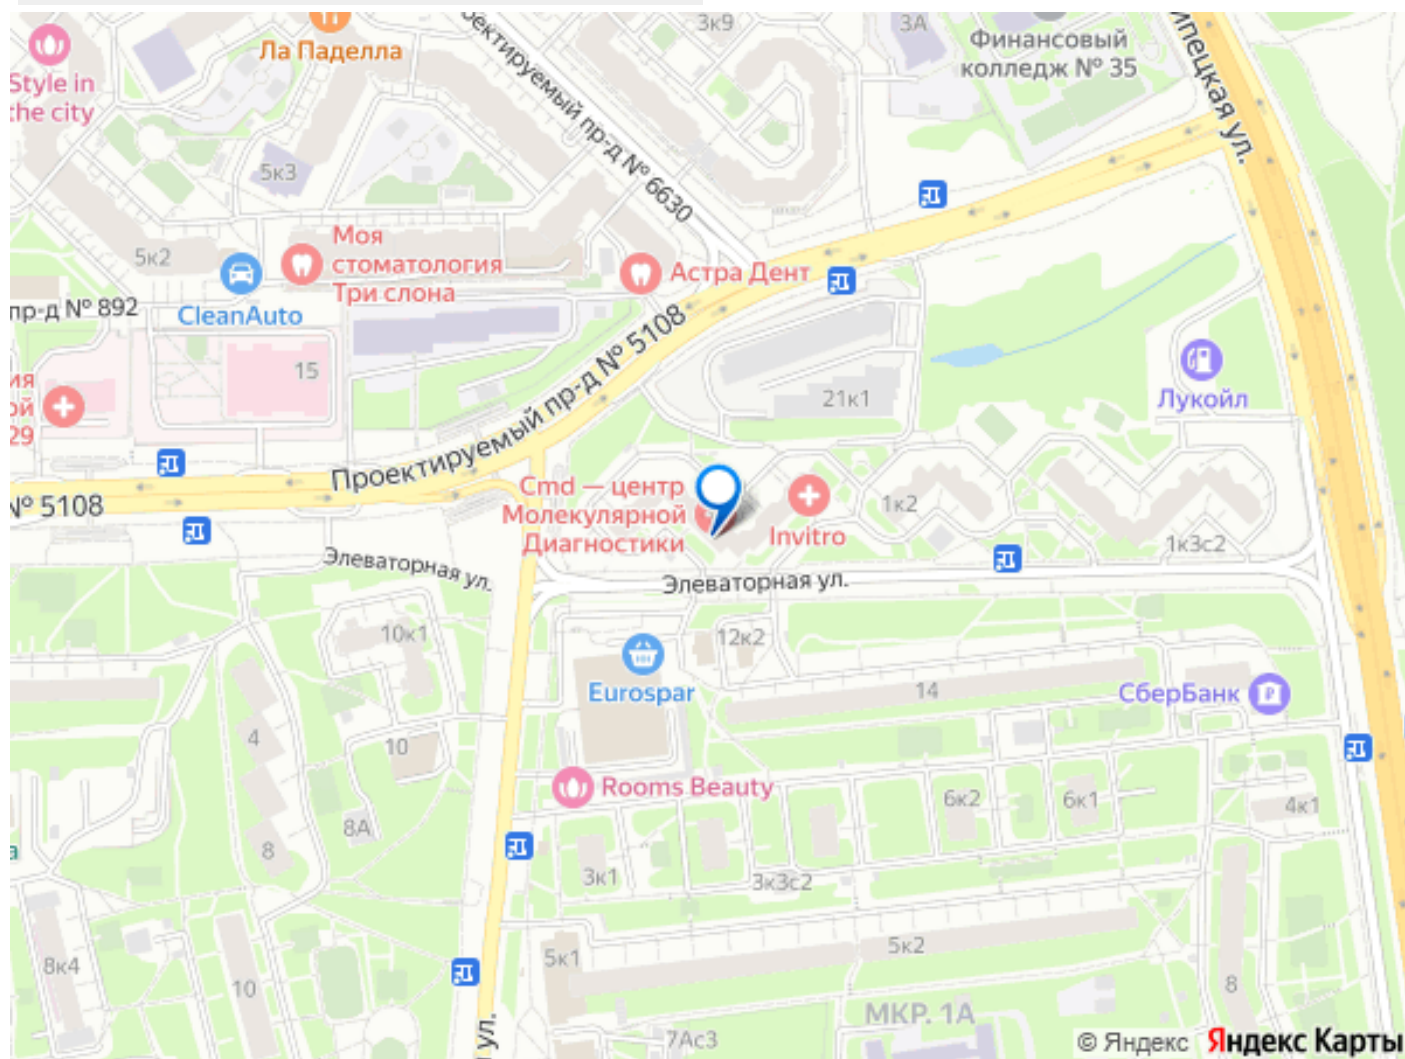 3к9
3А
Финансовый
колледж № 35
Ла Паделла
Style in
the city
5к3
Моя
стоматология
Три слона
5к2
CleanAuto
Астра Дент
пр-д № 892
15
Проектируемый пр-д № 5108
№ 5108
29
21к1
Лукойл
Cmd — центр
Молекулярной
Диагностики
Invitro
1к2
1к3с2
Элеваторная ул.
Элеваторная ул.
10к1
12к2
Eurospar
14
СберБанк
4
10
Rooms Beauty
6к2
6к1
4к1
8А
8
3к1
3к3с2
5к1
5к2
8к4
10
8
МКР. 1А
7Ас3
ул.
© Яндекс Яндекс Карты